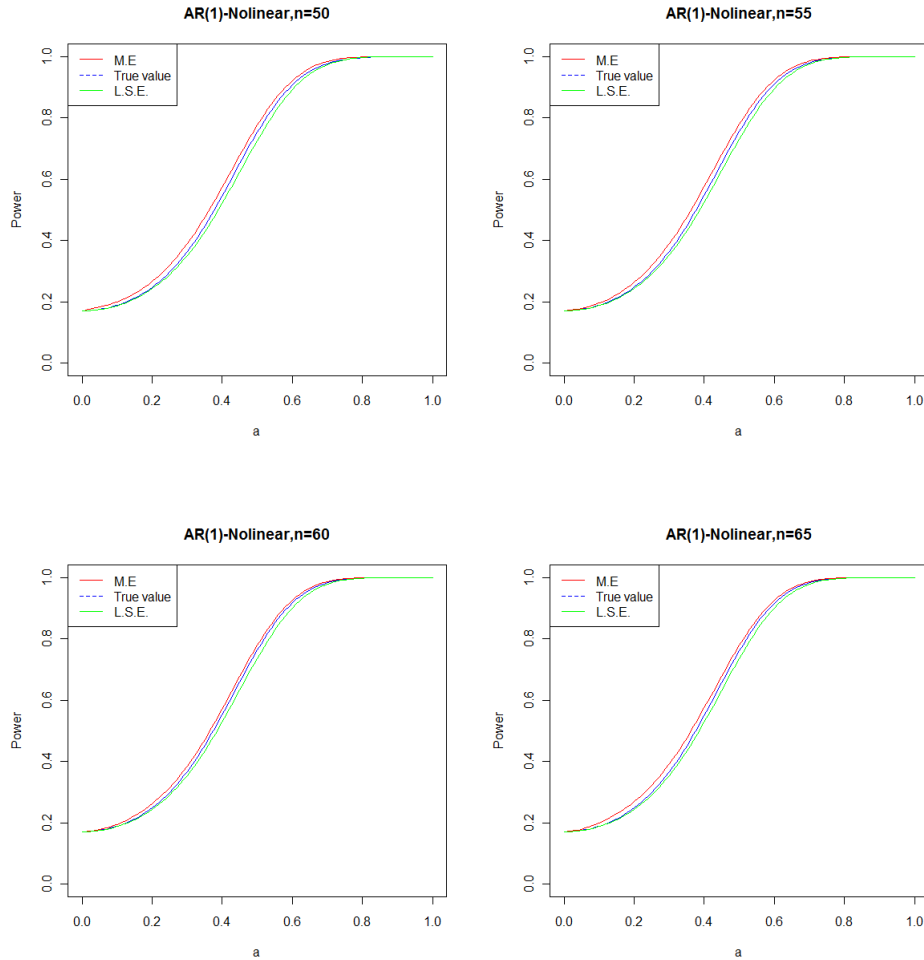 AR(1)-Nolinear,n=50
M.E
True value
L.S.E.
Power
0.0 0.2 0.4 0.6 0.8 1.0
0.0 0.2 0.4 0.6 0.8 1.0
a
AR(1)-Nolinear,n=55
M.E
True value
L.S.E.
Power
0.0 0.2 0.4 0.6 0.8 1.0
0.0 0.2 0.4 0.6 0.8 1.0
a
AR(1)-Nolinear,n=60
M.E
True value
L.S.E.
Power
0.0 0.2 0.4 0.6 0.8 1.0
0.0 0.2 0.4 0.6 0.8 1.0
a
AR(1)-Nolinear,n=65
M.E
True value
L.S.E.
Power
0.0 0.2 0.4 0.6 0.8 1.0
0.0 0.2 0.4 0.6 0.8 1.0
a